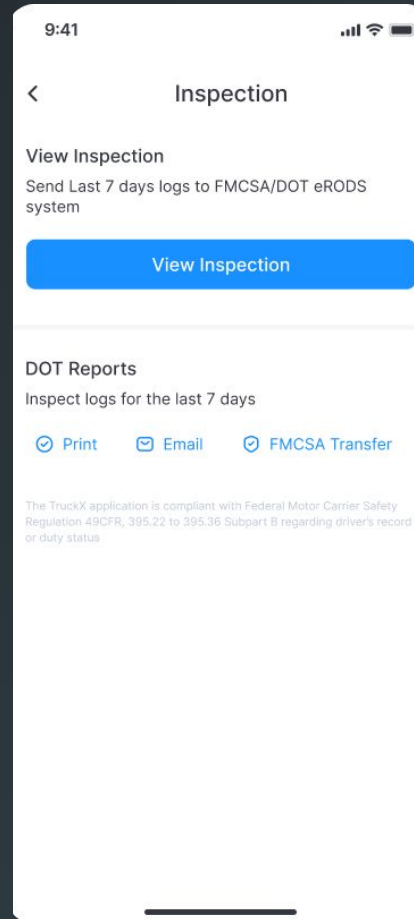 9:41
Inspection
View Inspection
Send Last 7 days logs to FMCSA/DOT eRODS
system
View Inspection
DOT Reports
Inspect logs for the last 7 days
Print Email FMCSA Transfer
The TruckX application is compliant with Federal Motor Carrier Safety
Regulation 49CFR, 395.22 to 395.36 Subpart B regarding driver's record
or duty status